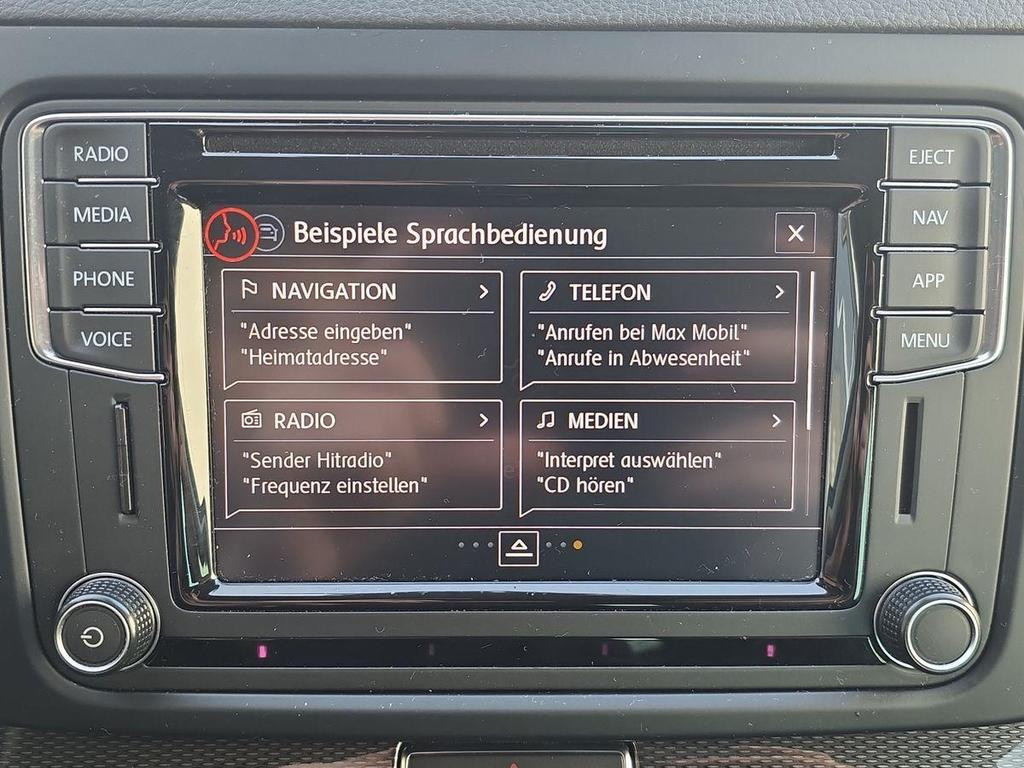 RADIO
MEDIA
PHONE
VOICE
EJECT
NAV
APP
MENU
Beispiele Sprachbedienung
NAVIGATION
"Adresse eingeben"
"Heimatadresse"
TELEFON
"Anrufen bei Max Mobil"
"Anrufe in Abwesenheit"
RADIO
"Sender Hitradio"
"Frequenz einstellen"
MEDIEN
"Interpret auswählen"
"CD hören"